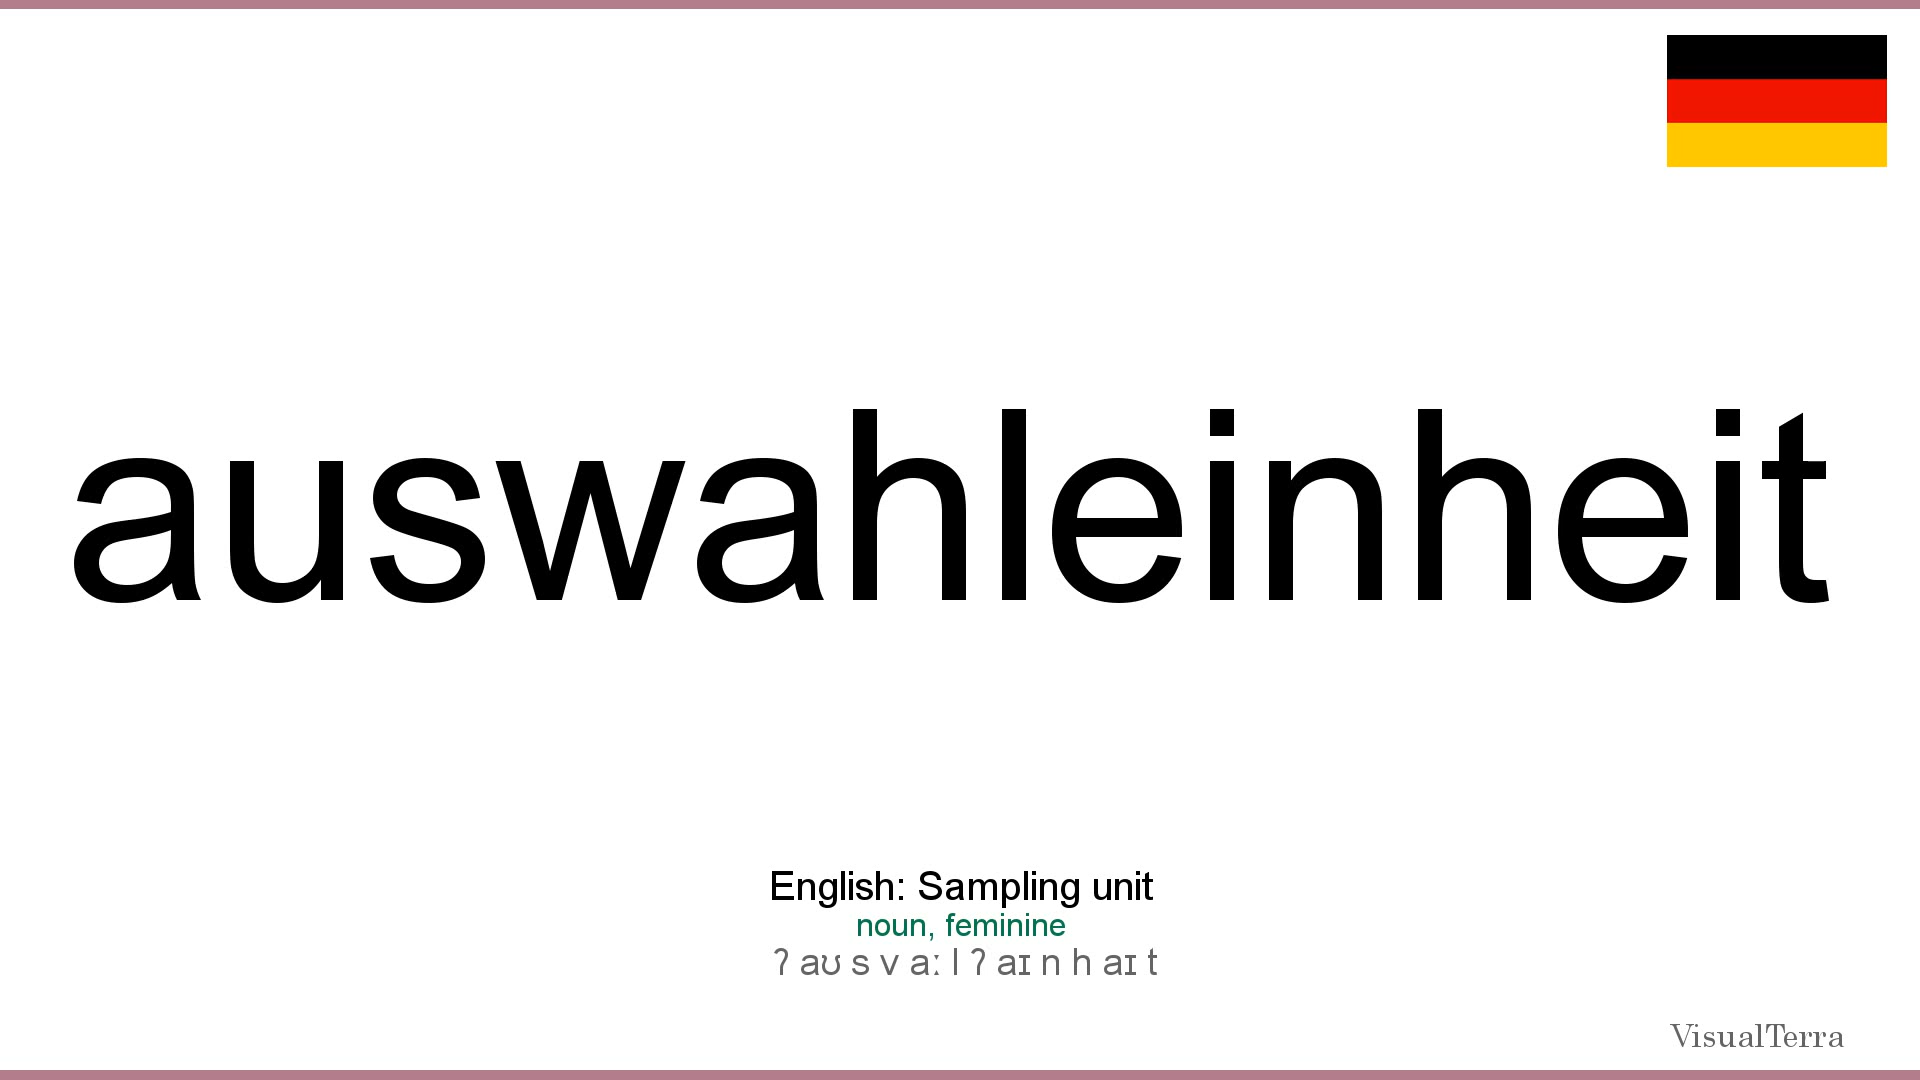 auswahleinheit
English: Sampling unit
noun, feminine
ʔ aʊ s v aː l ʔ aɪ n h aɪ t
VisualTerra